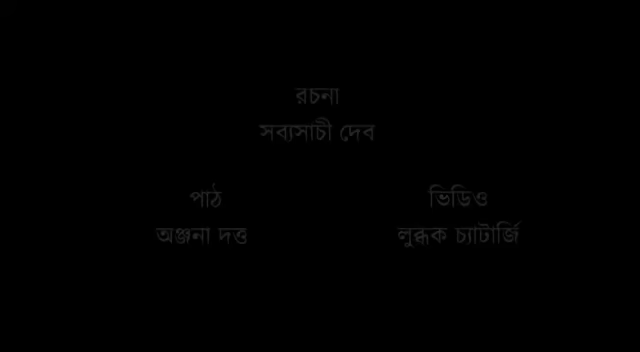 রচনা
সব্যসাচী দেব
পাঠ
অঞ্জনা দত্ত
ভিডিও
লুব্ধক চ্যাটার্জি